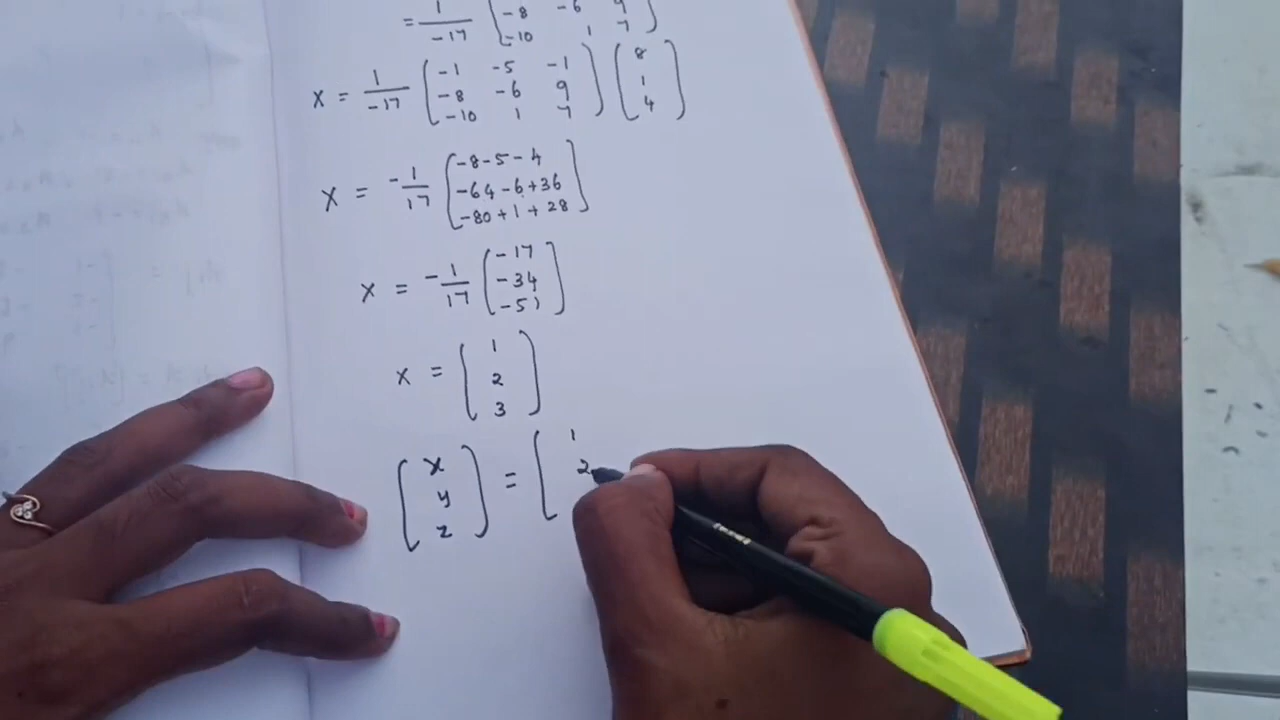 = 1/-17 [-8 -6 9
-10 1 7]
X = 1/-17 [-1 -5 -1
-8 -6 9
-10 1 7] [8
1
4]
X = -1/17 [-8-5-4
-64-6+36
-80+1+28]
X = -1/17 [-17
-34
-51]
X = [1
2
3]
[x
y
z] = [1
2